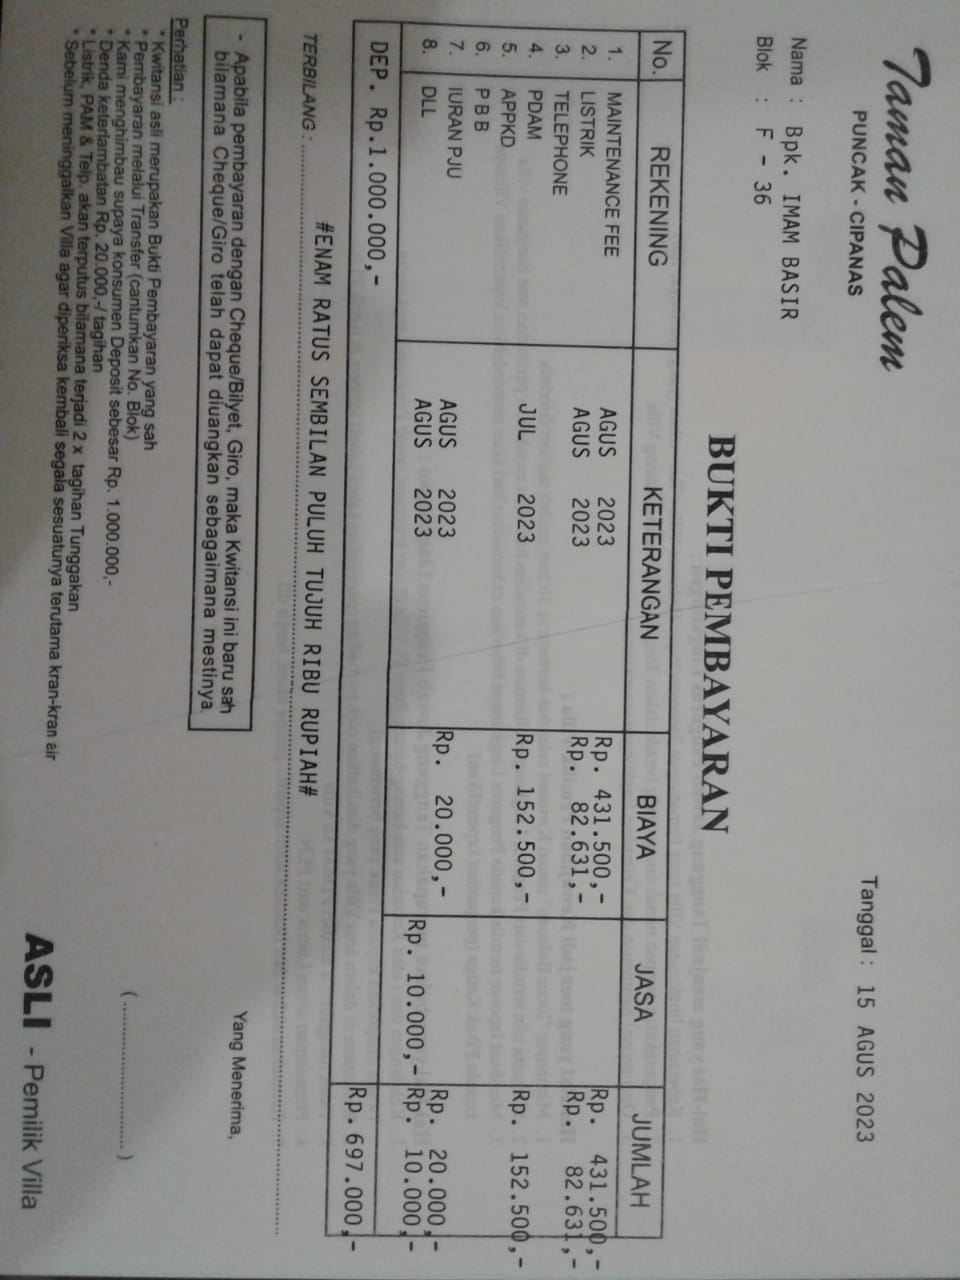 Taman Palem
PUNCAK - CIPANAS
Tanggal : 15 AGUS 2023
Nama : Bpk. IMAM BASIR
Blok : F - 36
BUKTI PEMBAYARAN
No. REKENING KETERANGAN BIAYA JASA JUMLAH
1. MAINTENANCE FEE AGUS 2023 Rp. 431.500,- Rp. 431.500,-
2. LISTRIK AGUS 2023 Rp. 82.631,- Rp. 82.631,-
3. TELEPHONE
4. PDAM JUL 2023 Rp. 152.500,- Rp. 152.500,-
5. APPKD
6. P B B
7. IURAN PJU AGUS 2023 Rp. 20.000,- Rp. 20.000,-
8. DLL AGUS 2023 Rp. 10.000,- Rp. 10.000,-
DEP. Rp.1.000.000,- Rp.697.000,-
TERBILANG : #ENAM RATUS SEMBILAN PULUH TUJUH RIBU RUPIAH#
- Apabila pembayaran dengan Cheque/Bilyet, Giro, maka Kwitansi ini baru sah
bilamana Cheque/Giro telah dapat diuangkan sebagaimana mestinya.
Yang Menerima,
Perhatian :
* Kwitansi asli merupakan Bukti Pembayaran yang sah
* Pembayaran melalui Transfer (cantumkan No. Blok)
* Kami menghimbau supaya konsumen Deposit sebesar Rp. 1.000.000,-
* Denda keterlambatan Rp. 20.000,-/ tagihan
* Listrik, PAM & Telp. akan terputus bilamana terjadi 2 x tagihan Tunggakan
* Sebelum meninggalkan Villa agar diperiksa kembali segala sesuatunya terutama kran-kran air
(....................)
ASLI - Pemilik Villa